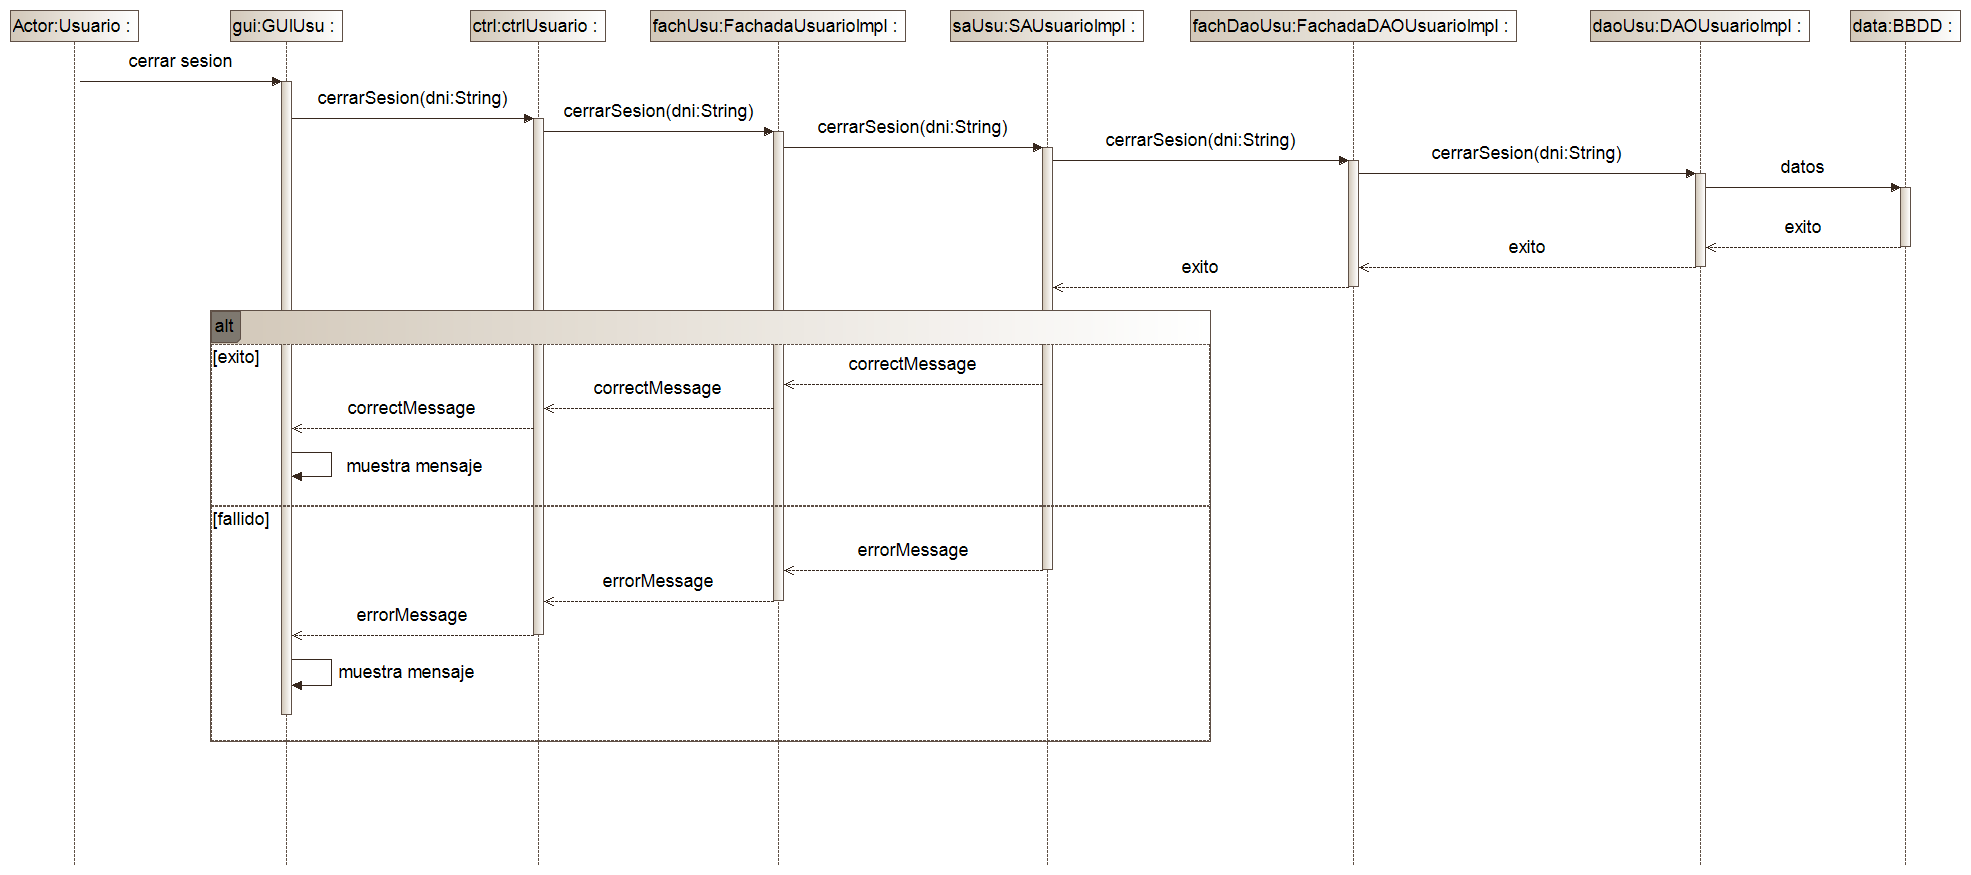 Actor:Usuario :
gui:GUIUsu :
ctrl:ctrlUsuario :
fachUsu:FachadaUsuarioImpl :
saUsu:SAUsuarioImpl :
fachDaoUsu:FachadaDAOUsuarioImpl :
daoUsu:DAOUsuarioImpl :
data:BBDD :
cerrar sesion
cerrarSesion(dni:String)
cerrarSesion(dni:String)
cerrarSesion(dni:String)
cerrarSesion(dni:String)
cerrarSesion(dni:String)
datos
exito
exito
exito
alt
[exito]
correctMessage
correctMessage
correctMessage
muestra mensaje
[fallido]
errorMessage
errorMessage
errorMessage
muestra mensaje